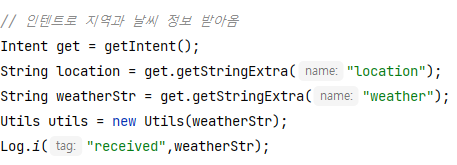 // 인텐트로 지역과 날씨 정보 받아옴
Intent get = getIntent();
String location = get.getStringExtra( name: "location");
String weatherStr = get.getStringExtra( name: "weather");
Utils utils = new Utils(weatherStr);
Log.i( tag: "received",weatherStr);